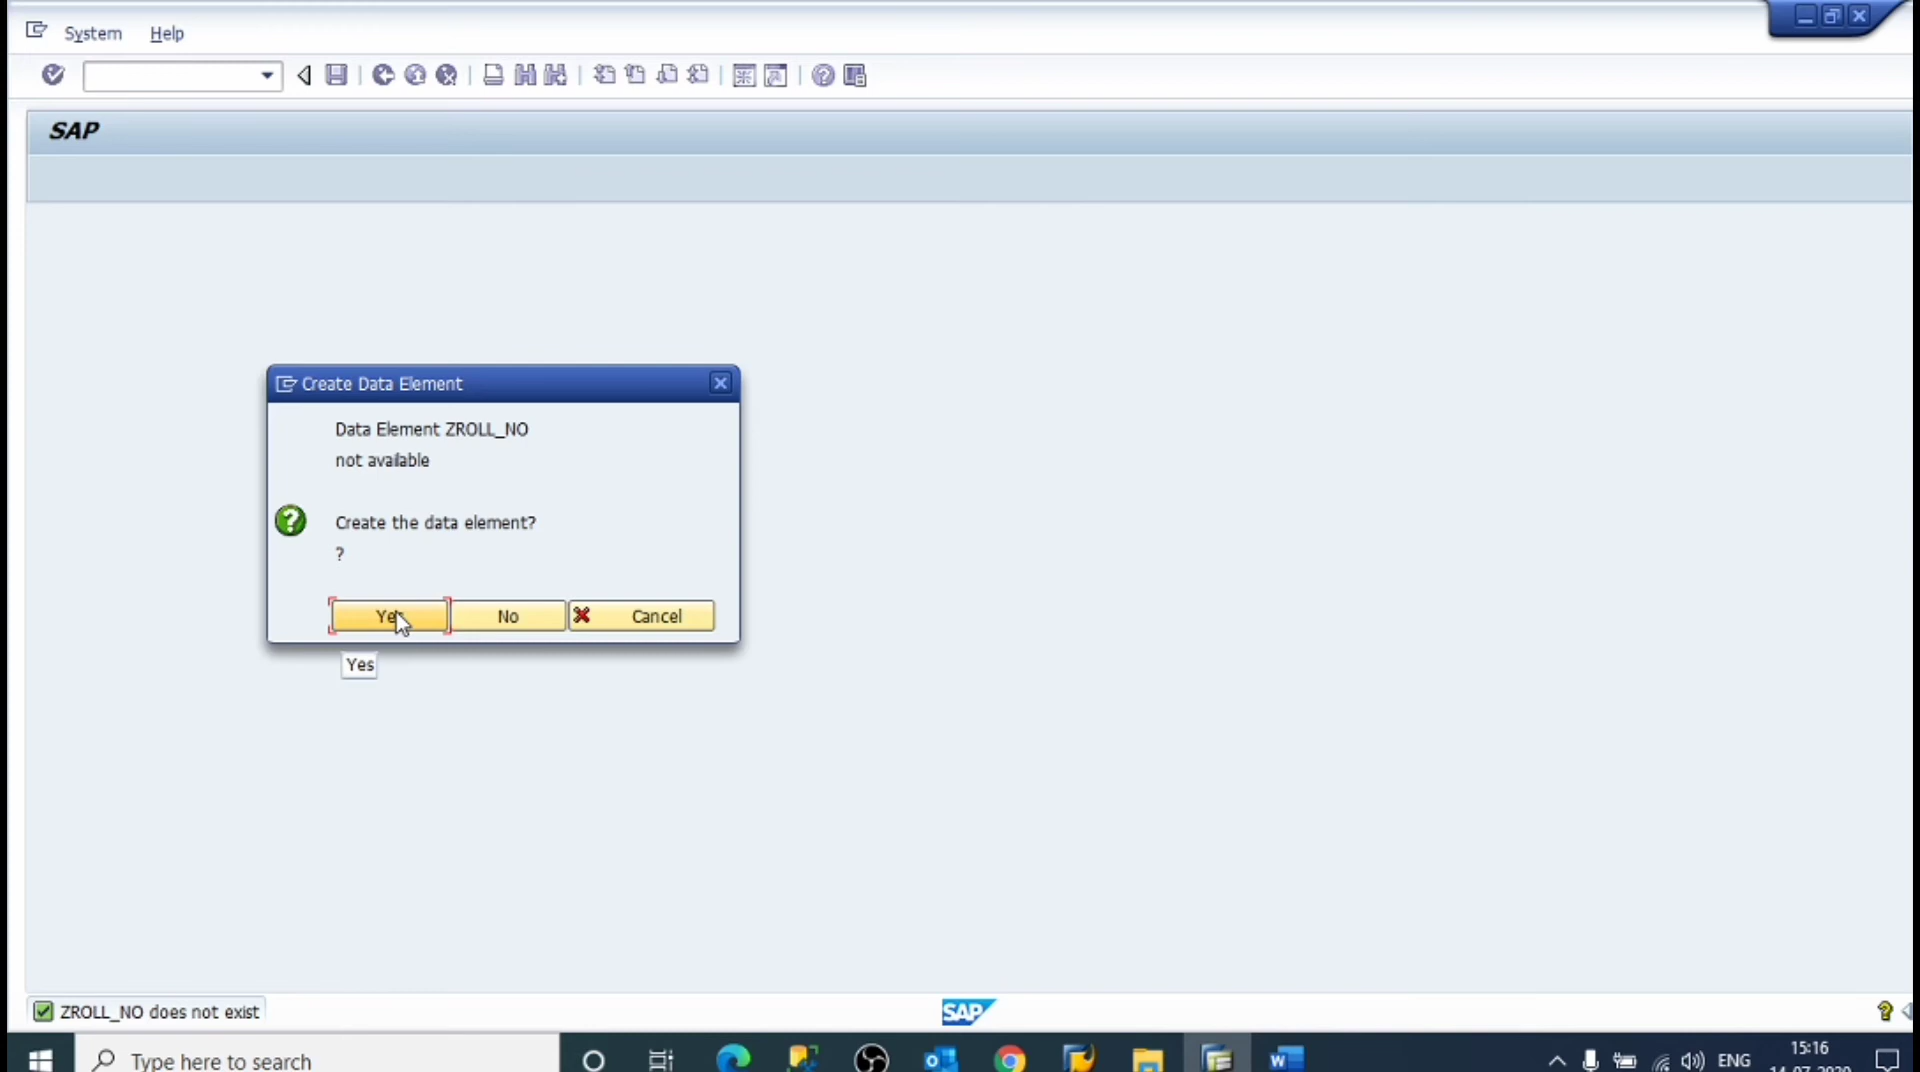 System Help
SAP
Create Data Element
Data Element ZROLL_NO
not available
Create the data element?
?
Yes No Cancel
Yes
ZROLL_NO does not exist
SAP
Type here to search
ENG
15:16